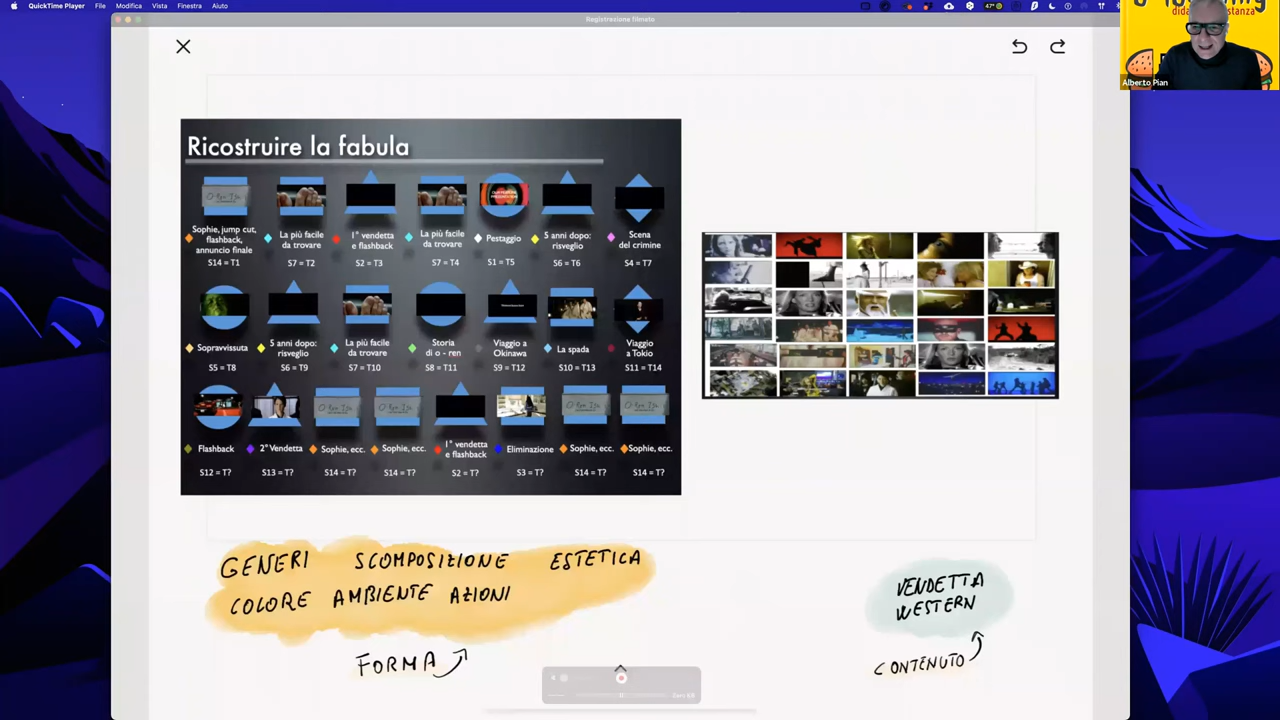 QuickTime Player File Modifica Vista Finestra Aiuto
47°
Registrazione filmato
didattica distanza
Alberto Pian
Ricostruire la fabula
Sophie, jump cut, flashback, annuncio finale
S14 = T1
La più facile da trovare
S7 = T2
1° vendetta e flashback
S2 = T3
La più facile da trovare
S7 = T4
Pestaggio
S1 = T5
5 anni dopo: risveglio
S6 = T6
Scena del crimine
S4 = T7
Sopravvissuta
S5 = T8
5 anni dopo: risveglio
S6 = T9
La più facile da trovare
S7 = T10
Storia di o - ren
S8 = T11
Viaggio a Okinawa
S9 = T12
La spada
S10 = T13
Viaggio a Tokio
S11 = T14
Flashback
S12 = T?
2° Vendetta
S13 = T?
Sophie, ecc.
S14 = T?
Sophie, ecc.
S14 = T?
1° vendetta e flashback
S2 = T?
Eliminazione
S3 = T?
Sophie, ecc.
S14 = T?
Sophie, ecc.
S14 = T?
GENERI SCOMPOSIZIONE ESTETICA
COLORE AMBIENTE AZIONI
FORMA
VENDETTA
WESTERN
CONTENUTO